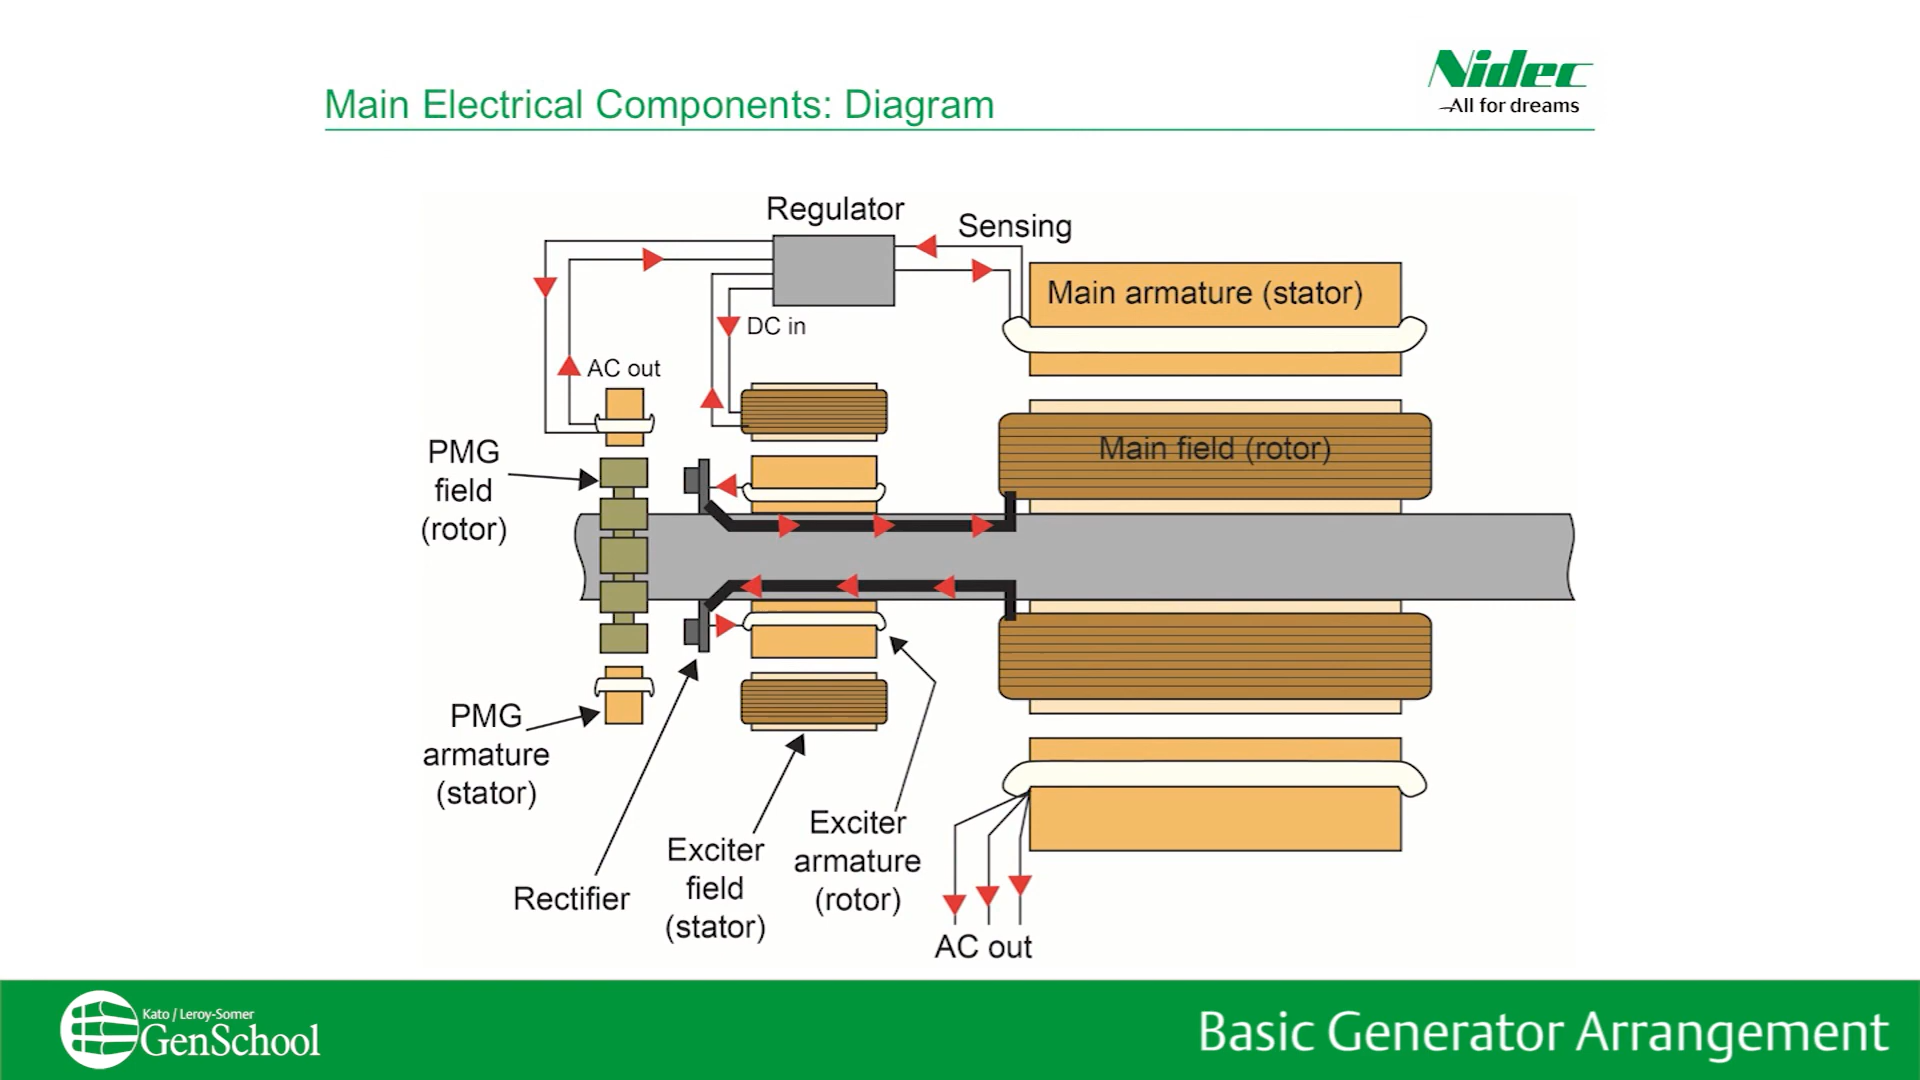 Main Electrical Components: Diagram
Nidec
All for dreams
Regulator
Sensing
Main armature (stator)
DC in
AC out
Main field (rotor)
PMG
field
(rotor)
PMG
armature
(stator)
Rectifier
Exciter
field
(stator)
Exciter
armature
(rotor)
AC out
Kato / Leroy-Somer
GenSchool
Basic Generator Arrangement